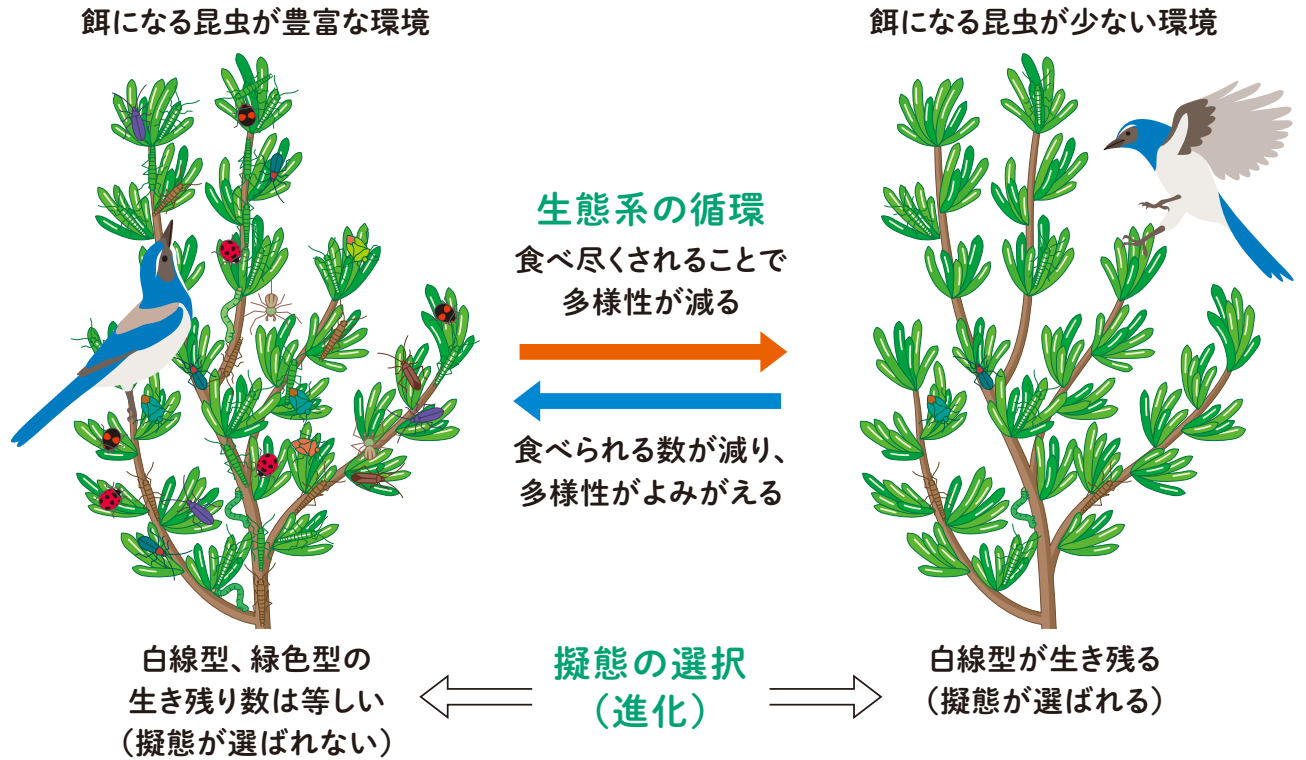 餌になる昆虫が豊富な環境
餌になる昆虫が少ない環境
生態系の循環
食べ尽くされることで
多様性が減る
食べられる数が減り、
多様性がよみがえる
白線型、緑色型の
生き残り数は等しい
（擬態が選ばれない）
擬態の選択
（進化）
白線型が生き残る
（擬態が選ばれる）